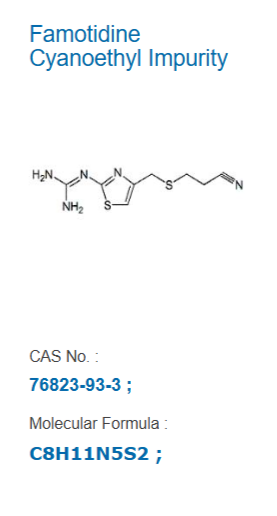 Famotidine
Cyanoethyl Impurity
H₂N N N S N
NH₂ S
CAS No. :
76823-93-3 ;
Molecular Formula :
C8H11N5S2 ;